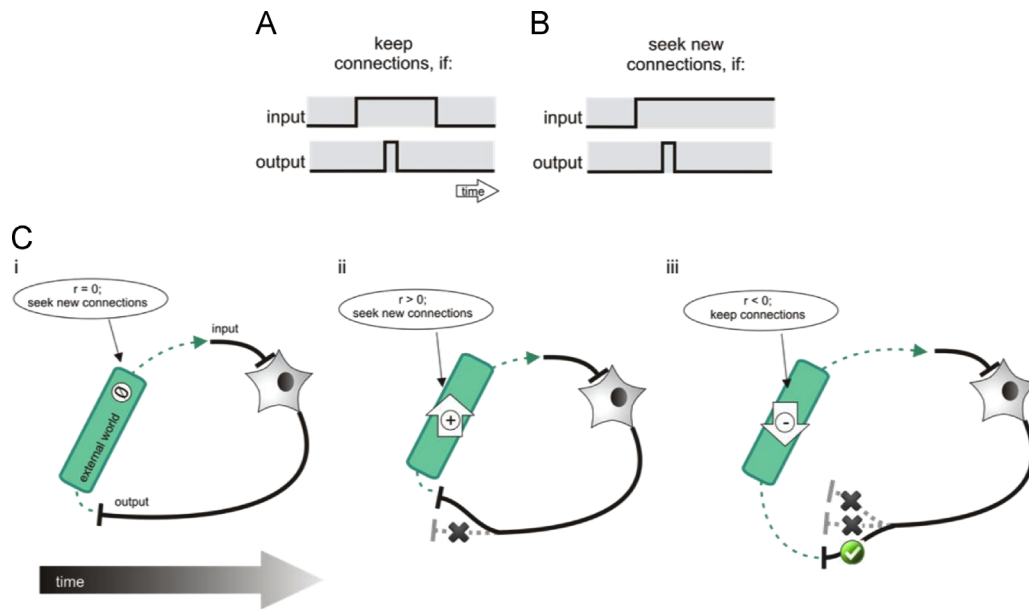 A
keep
connections, if:
input
output
time
B
seek new
connections, if:
input
output
C
i
r = 0;
seek new connections
input
0
external world
output
ii
r > 0;
seek new connections
+
iii
r < 0;
keep connections
-
time